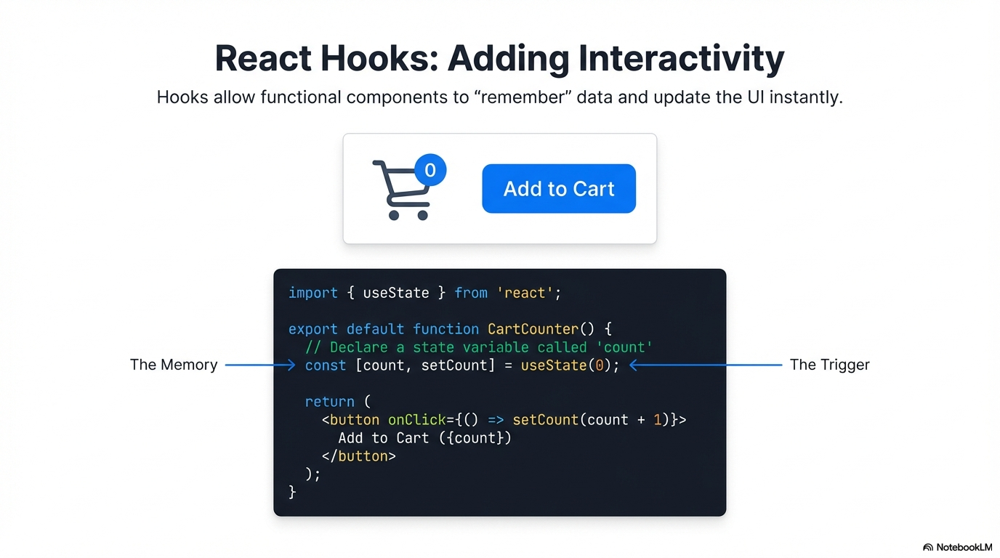 React Hooks: Adding Interactivity
Hooks allow functional components to “remember” data and update the UI instantly.
0
Add to Cart
import { useState } from 'react';
export default function CartCounter() {
// Declare a state variable called 'count'
The Memory
const [count, setCount] = useState(0);
The Trigger
return (
<button onClick={() => setCount(count + 1)}>
Add to Cart ({count})
</button>
);
}
NotebookLM